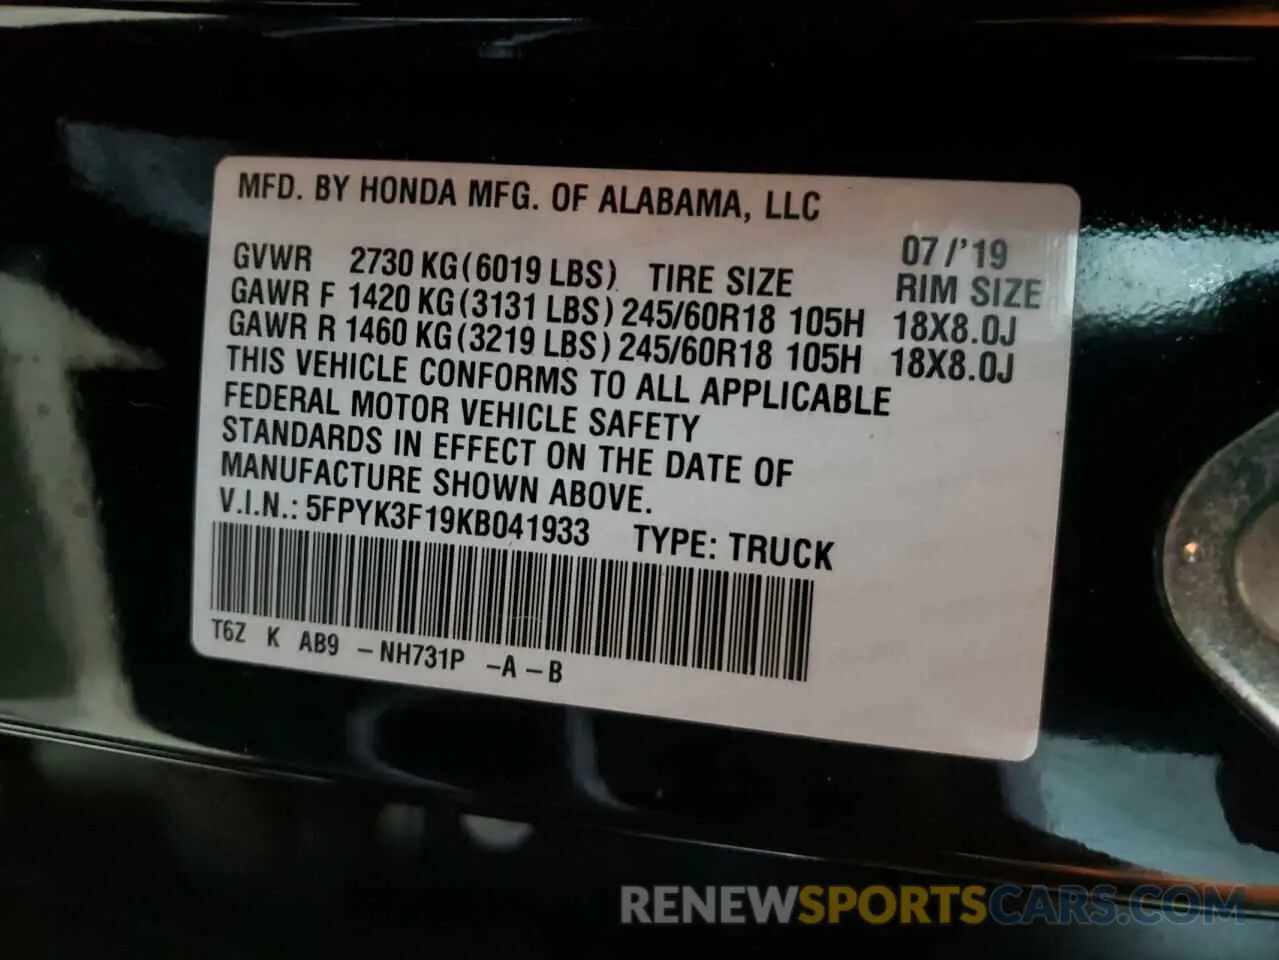 MFD. BY HONDA MFG. OF ALABAMA, LLC
07/'19
GVWR 2730 KG(6019 LBS) TIRE SIZE RIM SIZE
GAWR F 1420 KG(3131 LBS) 245/60R18 105H 18X8.0J
GAWR R 1460 KG(3219 LBS) 245/60R18 105H 18X8.0J
THIS VEHICLE CONFORMS TO ALL APPLICABLE
FEDERAL MOTOR VEHICLE SAFETY
STANDARDS IN EFFECT ON THE DATE OF
MANUFACTURE SHOWN ABOVE.
V.I.N.: 5FPYK3F19KB041933 TYPE: TRUCK
T6Z K AB9 -NH731P -A-B
RENEWSPORTSCARS.COM